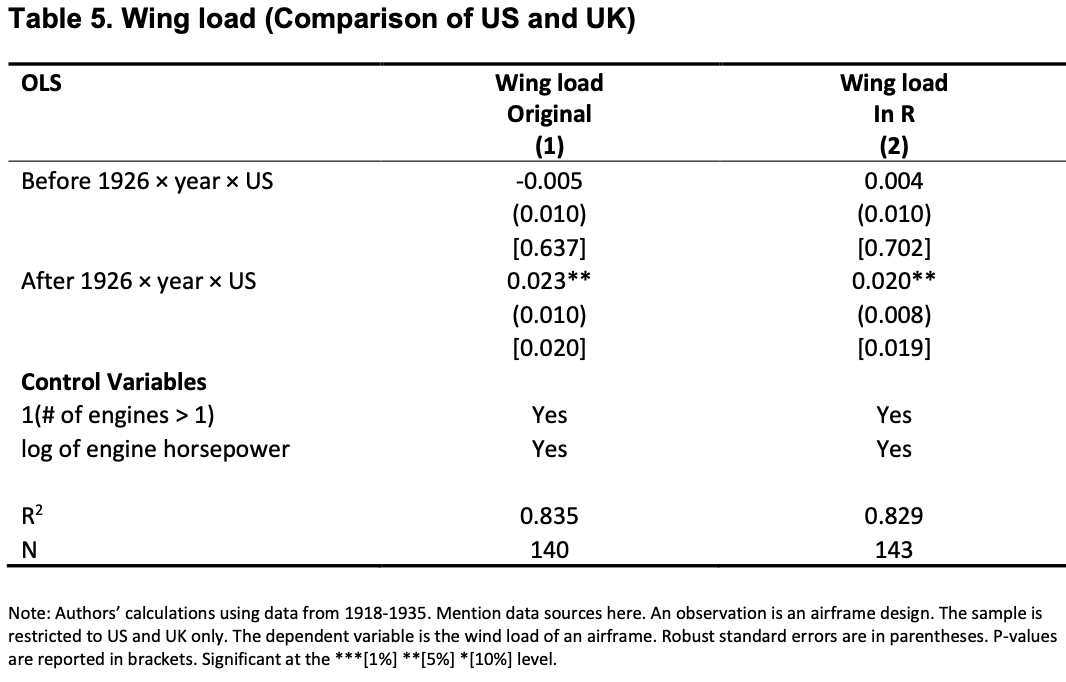 Table 5. Wing load (Comparison of US and UK)
OLS Wing load Wing load
Original In R
(1) (2)
Before 1926 × year × US -0.005 0.004
(0.010) (0.010)
[0.637] [0.702]
After 1926 × year × US 0.023** 0.020**
(0.010) (0.008)
[0.020] [0.019]
Control Variables
1(# of engines > 1) Yes Yes
log of engine horsepower Yes Yes
R² 0.835 0.829
N 140 143
Note: Authors’ calculations using data from 1918-1935. Mention data sources here. An observation is an airframe design. The sample is
restricted to US and UK only. The dependent variable is the wind load of an airframe. Robust standard errors are in parentheses. P-values
are reported in brackets. Significant at the ***[1%] **[5%] *[10%] level.